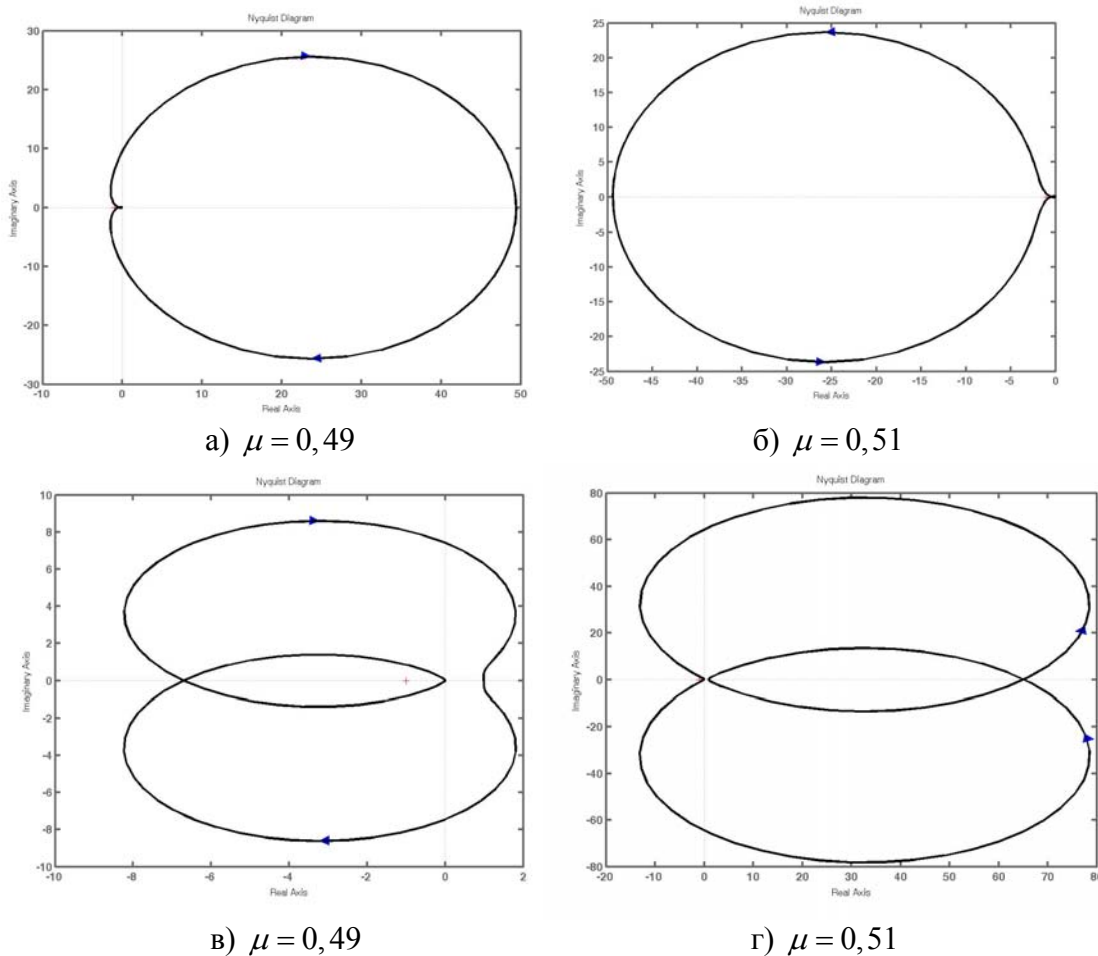 Nyquist Diagram
Imaginary Axis
30
20
10
0
-10
-20
-30
-10 0 10 20 30 40 50
Real Axis
а) μ = 0,49
Nyquist Diagram
Imaginary Axis
25
20
15
10
5
0
-5
-10
-15
-20
-25
-50 -45 -40 -35 -30 -25 -20 -15 -10 -5 0
Real Axis
б) μ = 0,51
Nyquist Diagram
Imaginary Axis
10
8
6
4
2
0
-2
-4
-6
-8
-10
-10 -8 -6 -4 -2 0 2
Real Axis
в) μ = 0,49
Nyquist Diagram
Imaginary Axis
80
60
40
20
0
-20
-40
-60
-80
-20 -10 0 10 20 30 40 50 60 70 80
Real Axis
г) μ = 0,51